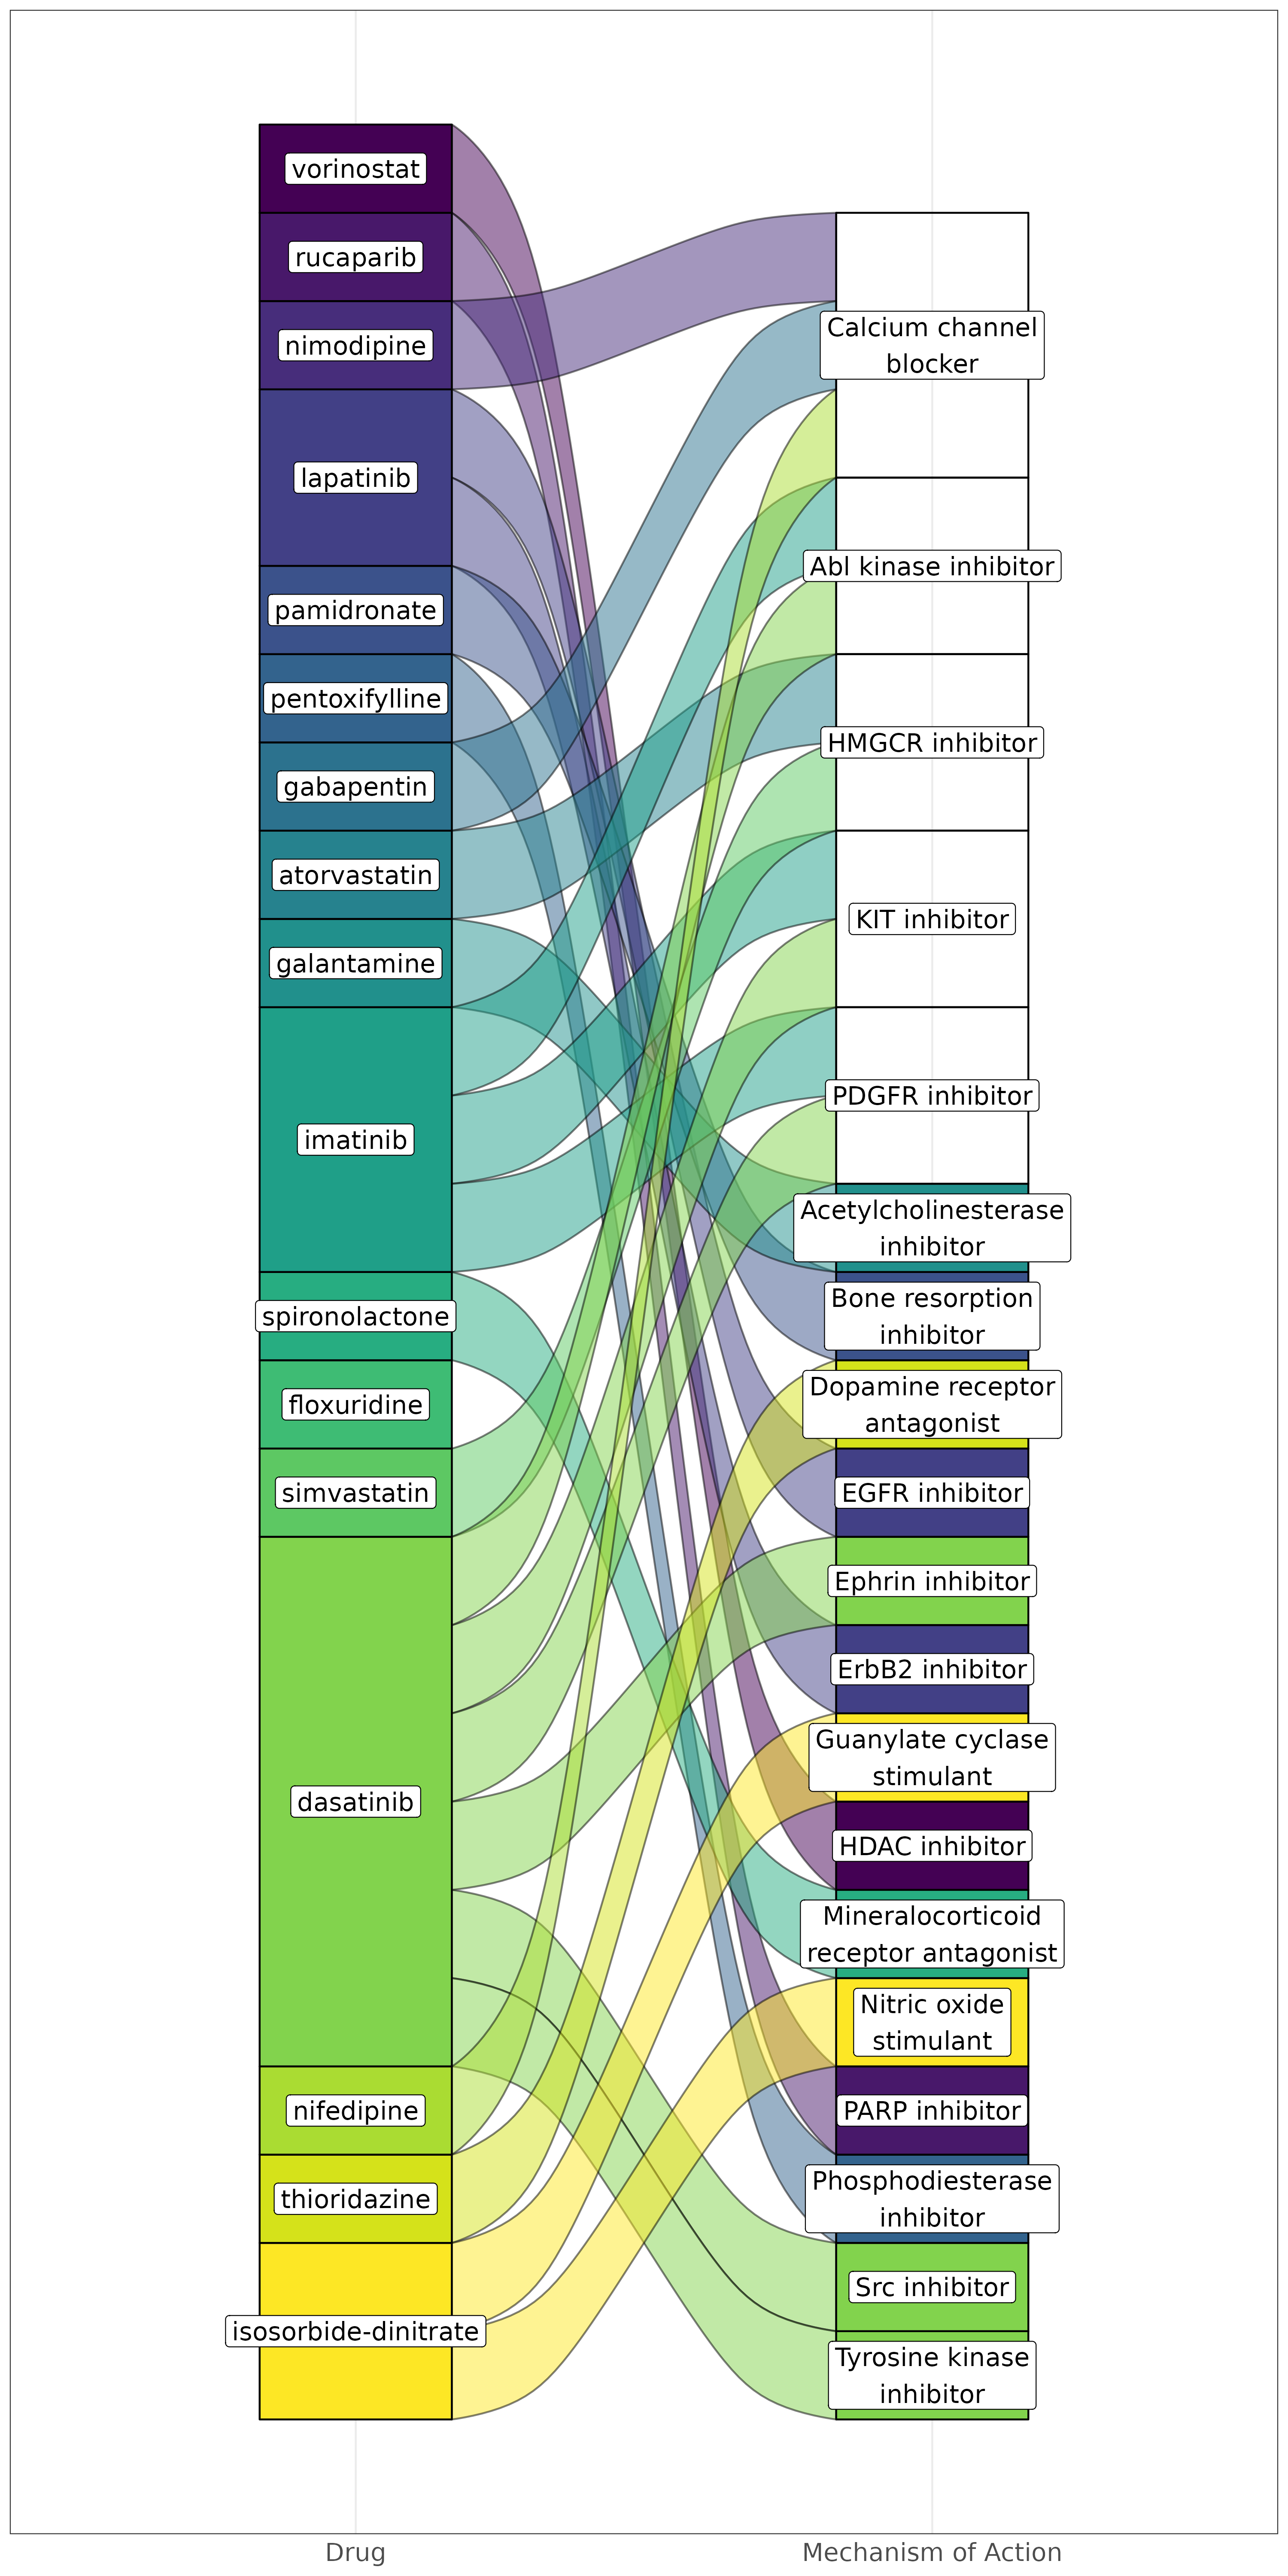 vorinostat
rucaparib
nimodipine
lapatinib
pamidronate
pentoxifylline
gabapentin
atorvastatin
galantamine
imatinib
spironolactone
floxuridine
simvastatin
dasatinib
nifedipine
thioridazine
isosorbide-dinitrate
Calcium channel
blocker
Abl kinase inhibitor
HMGCR inhibitor
KIT inhibitor
PDGFR inhibitor
Acetylcholinesterase
inhibitor
Bone resorption
inhibitor
Dopamine receptor
antagonist
EGFR inhibitor
Ephrin inhibitor
ErbB2 inhibitor
Guanylate cyclase
stimulant
HDAC inhibitor
Mineralocorticoid
receptor antagonist
Nitric oxide
stimulant
PARP inhibitor
Phosphodiesterase
inhibitor
Src inhibitor
Tyrosine kinase
inhibitor
Drug
Mechanism of Action